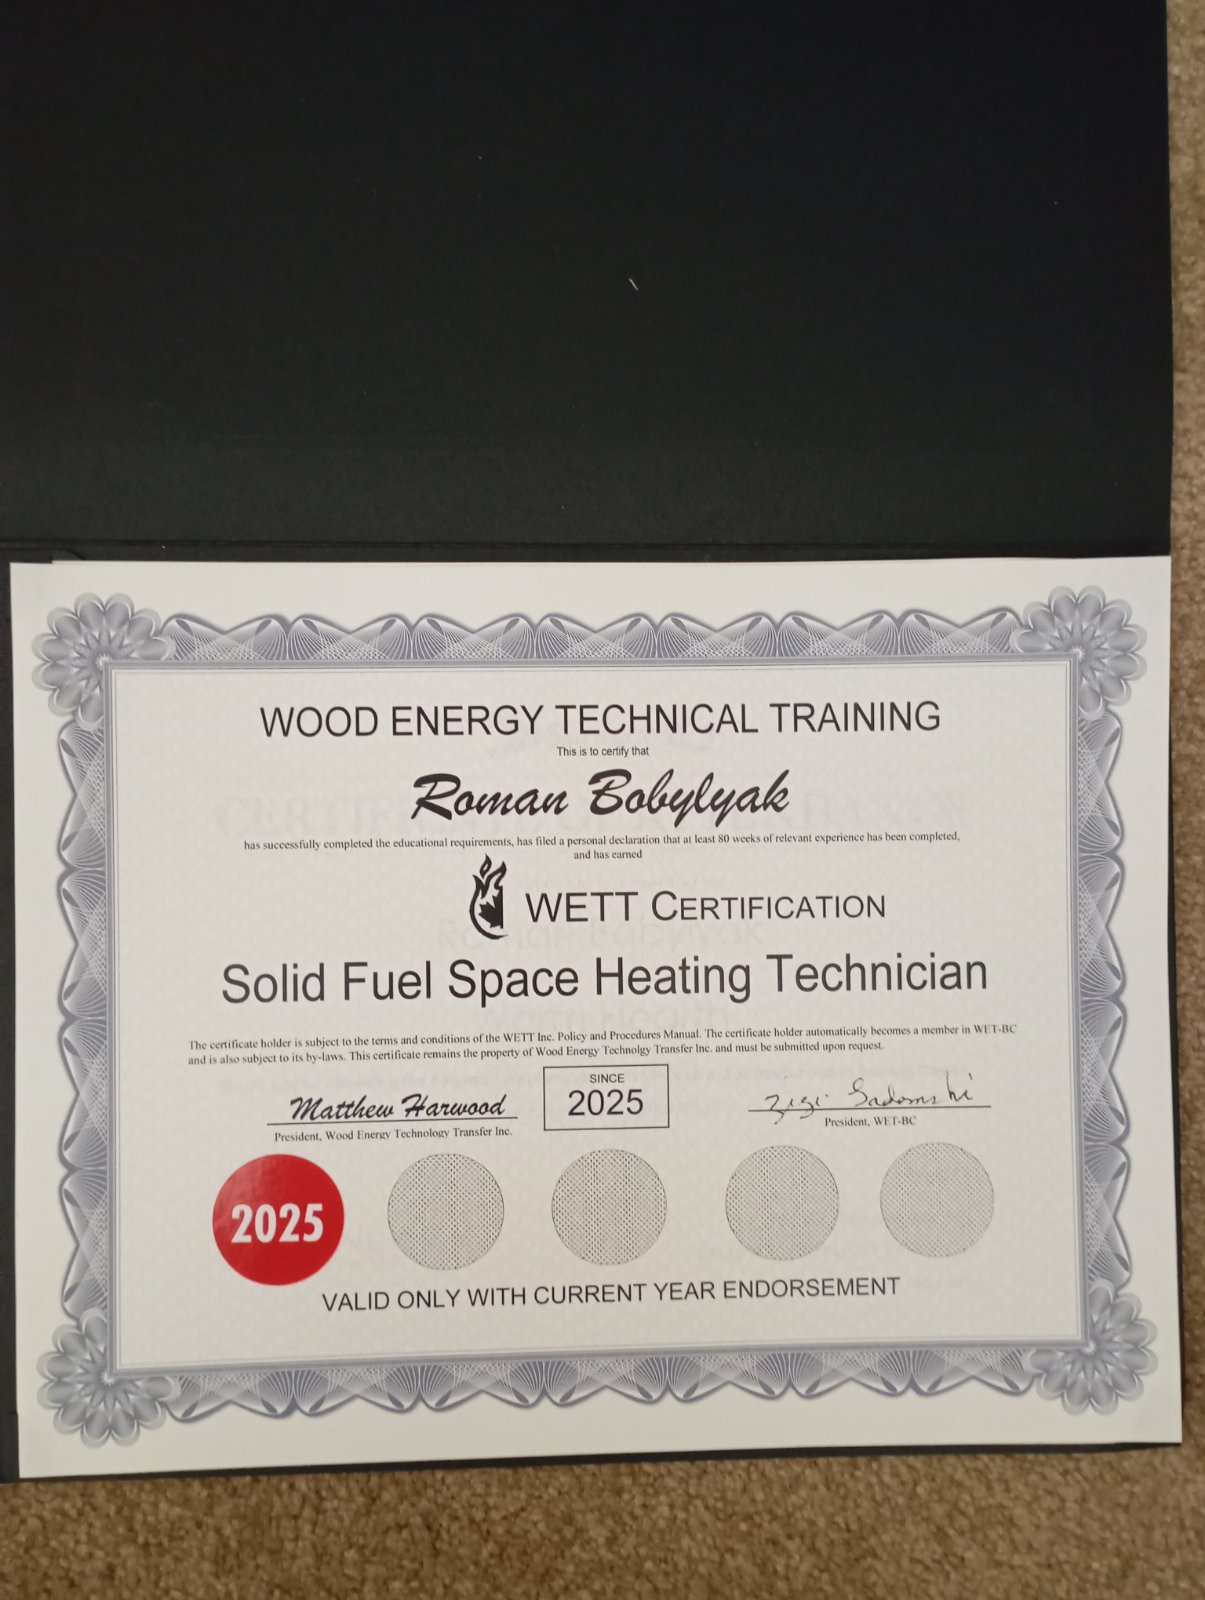 WOOD ENERGY TECHNICAL TRAINING
This is to certify that
Roman Bobylyak
has successfully completed the educational requirements, has filed a personal declaration that at least 80 weeks of relevant experience has been completed,
and has earned
WETT CERTIFICATION
Solid Fuel Space Heating Technician
The certificate holder is subject to the terms and conditions of the WETT Inc. Policy and Procedures Manual. The certificate holder automatically becomes a member in WET-BC
and is also subject to its by-laws. This certificate remains the property of Wood Energy Technolgy Transfer Inc. and must be submitted upon request.
SINCE
2025
Matthew Harwood
President, Wood Energy Technology Transfer Inc.
President, WET-BC
2025
VALID ONLY WITH CURRENT YEAR ENDORSEMENT